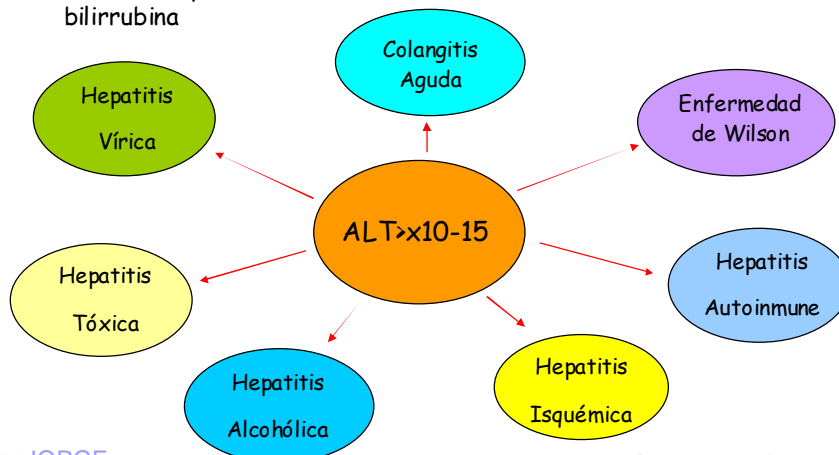 bilirrubina
Colangitis
Aguda
Hepatitis
Vírica
Enfermedad
de Wilson
ALT>x10-15
Hepatitis
Tóxica
Hepatitis
Autoinmune
Hepatitis
Alcohólica
Hepatitis
Isquémica